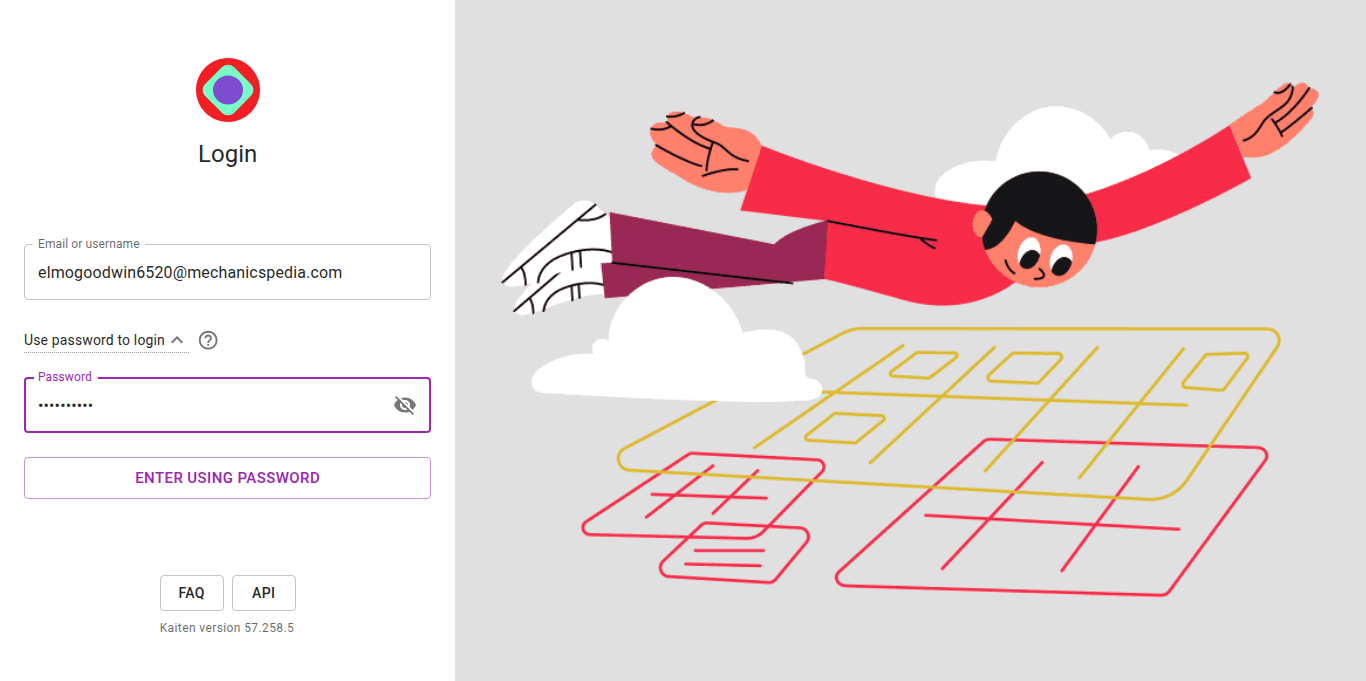 Login
Email or username
elmogoodwin6520@mechanicspedia.com
Use password to login
Password
••••••••••
ENTER USING PASSWORD
FAQ
API
Kaiten version 57.258.5